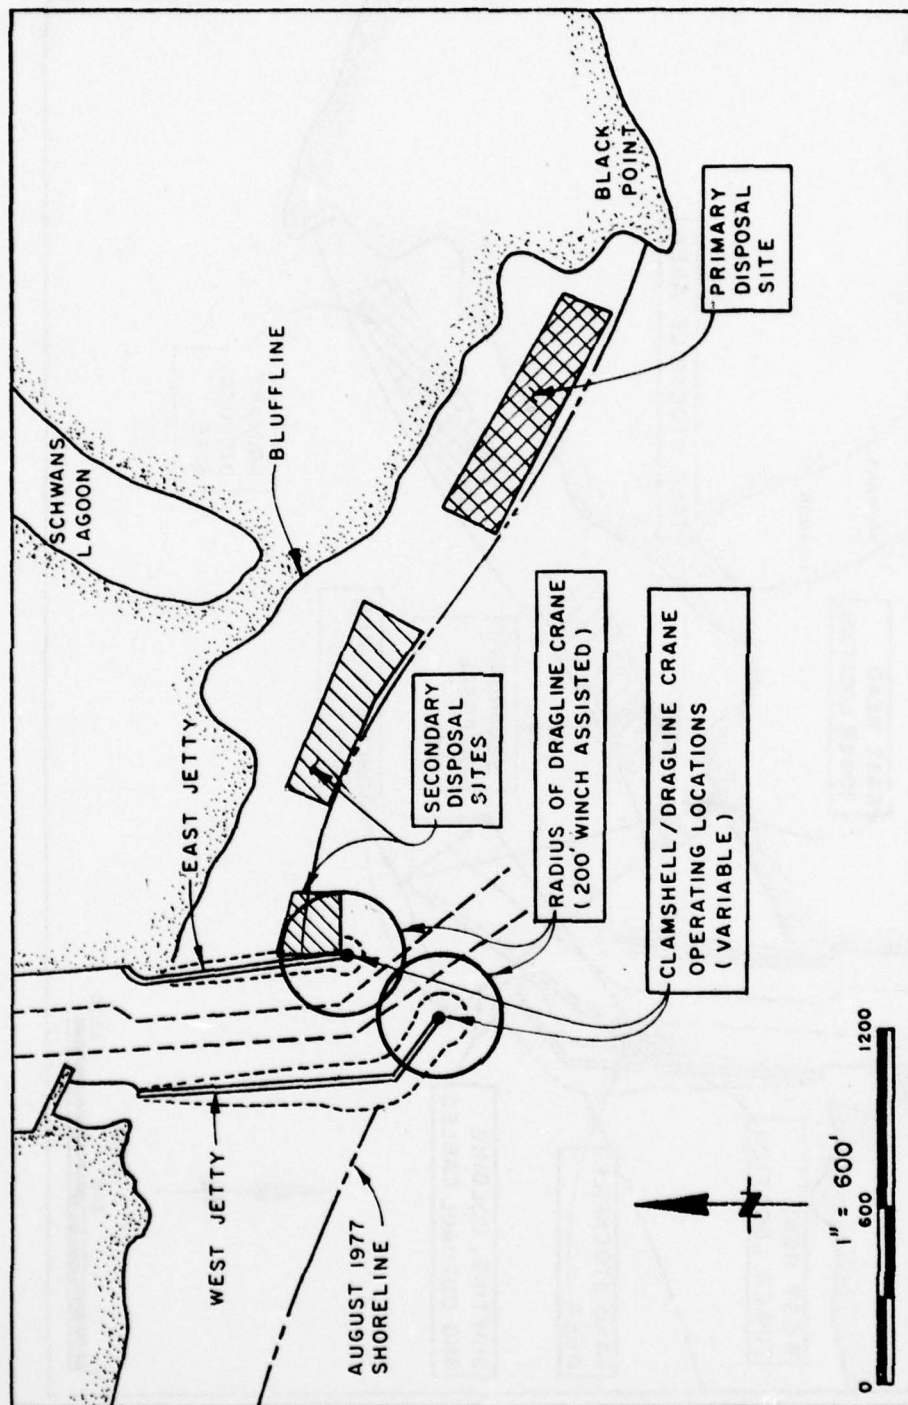 SCHWANS
LAGOON
BLUFFLINE
BLACK
POINT
EAST JETTY
WEST JETTY
AUGUST 1977
SHORELINE
SECONDARY
DISPOSAL
SITES
PRIMARY
DISPOSAL
SITE
RADIUS OF DRAGLINE CRANE
(200' WINCH ASSISTED)
CLAMSHELL/DRAGLINE CRANE
OPERATING LOCATIONS
(VARIABLE)
N
1" = 600'
0 600 1200